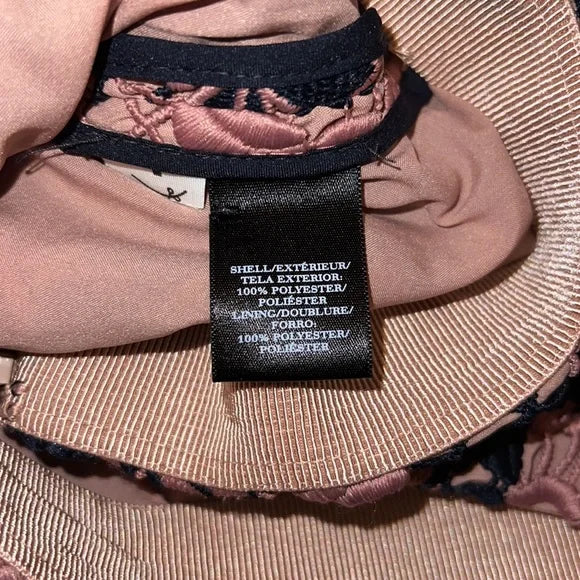 SHELL/EXTÉRIEUR/
TELA EXTERIOR:
100% POLYESTER/
POLIÉSTER
LINING/DOUBLURE/
FORRO:
100% POLYESTER/
POLIÉSTER